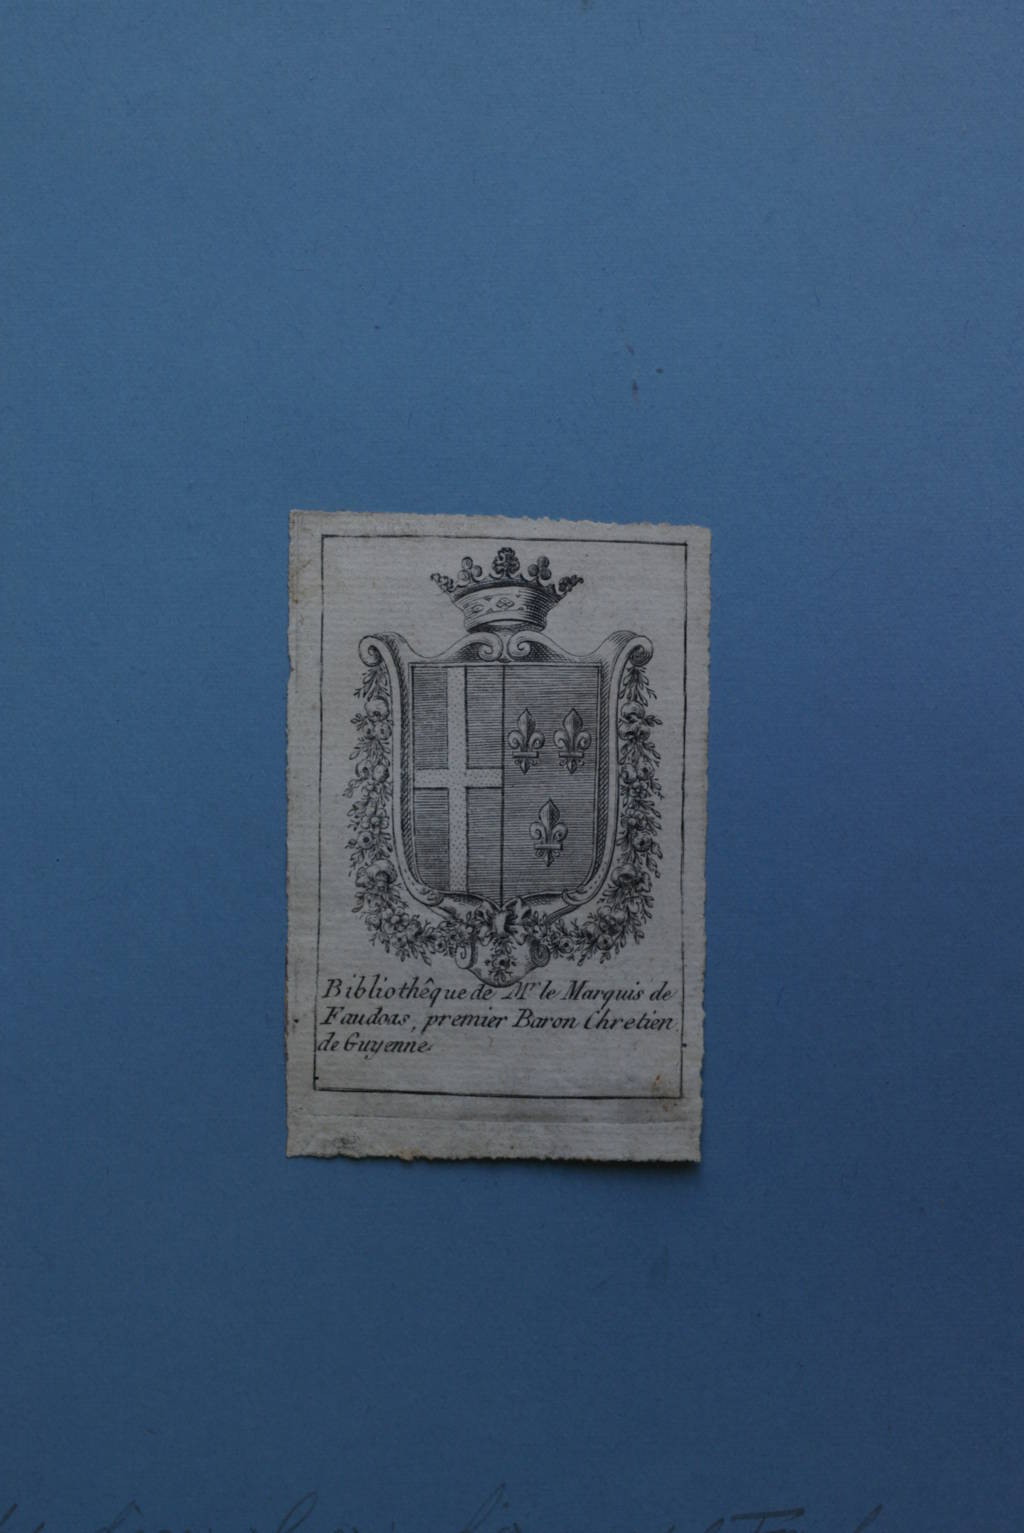 Bibliothêque de Mr le Marquis de
Faudoas, premier Baron Chretien
de Guyenne.